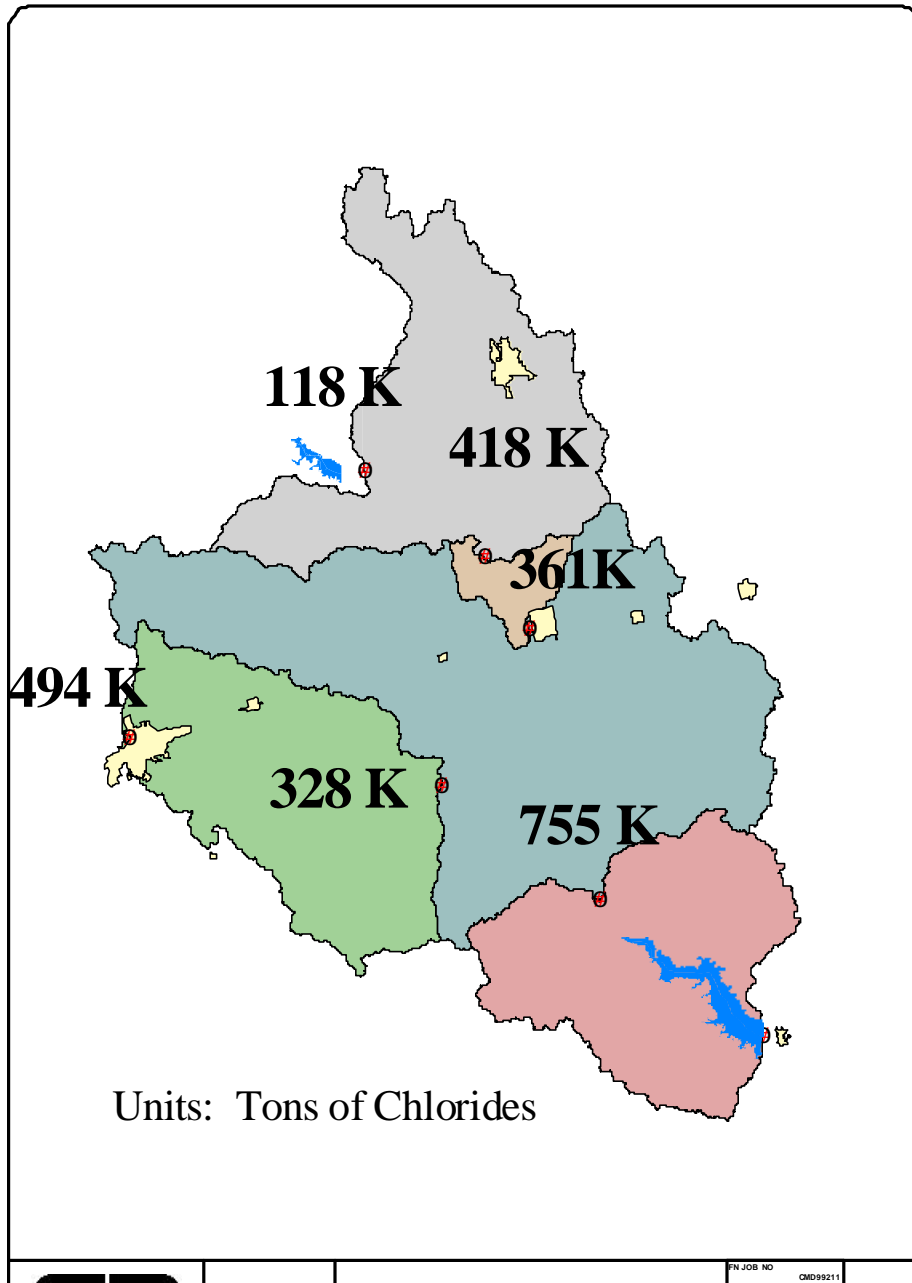 118 K
418 K
361K
494 K
328 K
755 K
Units: Tons of Chlorides
FN JOB NO
CMD99211